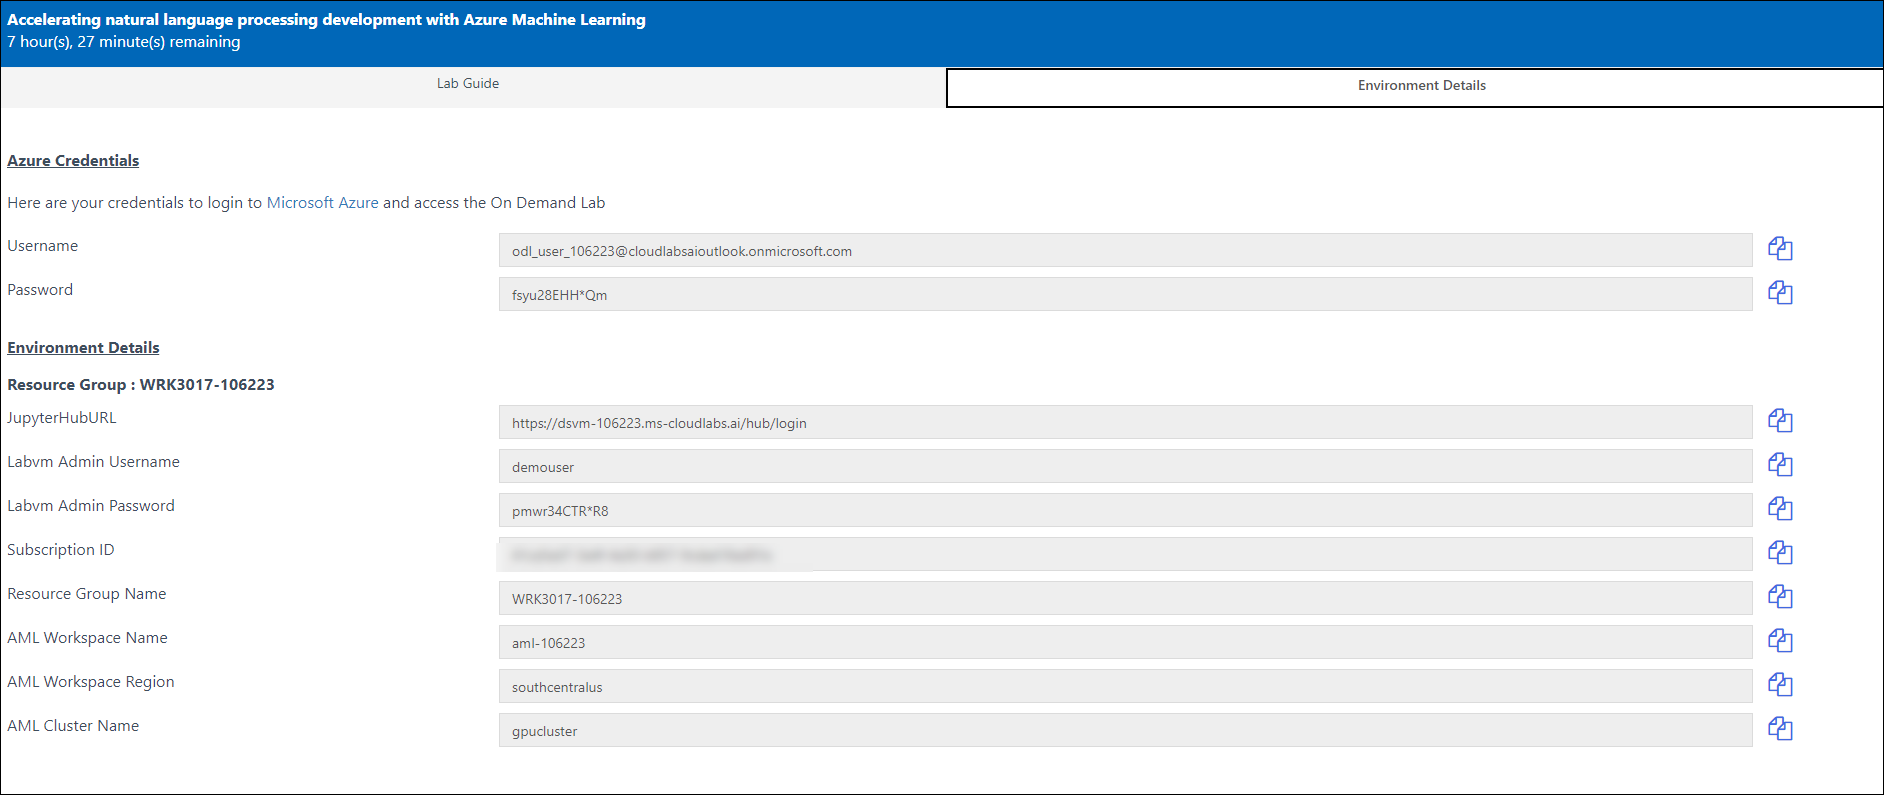 Accelerating natural language processing development with Azure Machine Learning
7 hour(s), 27 minute(s) remaining
Lab Guide
Environment Details
Azure Credentials
Here are your credentials to login to Microsoft Azure and access the On Demand Lab
Username
odl_user_106223@cloudlabsaioutlook.onmicrosoft.com
Password
fsyu28EHH*Qm
Environment Details
Resource Group : WRK3017-106223
JupyterHubURL
https://dsvm-106223.ms-cloudlabs.ai/hub/login
Labvm Admin Username
demouser
Labvm Admin Password
pmwr34CTR*R8
Subscription ID
Resource Group Name
WRK3017-106223
AML Workspace Name
aml-106223
AML Workspace Region
southcentralus
AML Cluster Name
gpucluster